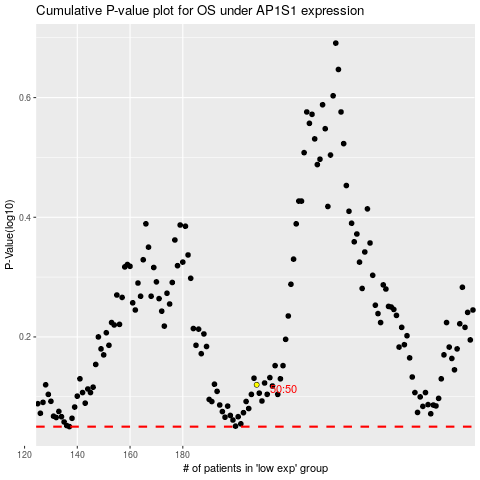 Cumulative P-value plot for OS under AP1S1 expression
P-Value(log10)
0.6
0.4
0.2
120 140 160 180
# of patients in 'low exp' group
50:50